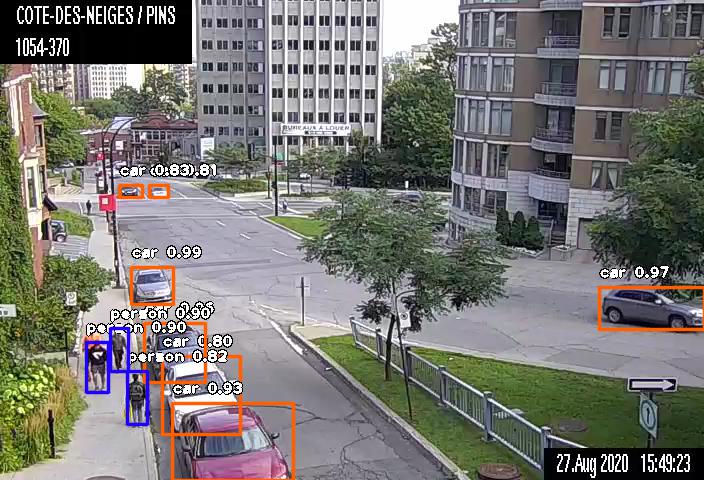 COTE-DES-NEIGES / PINS
1054-370
BUREAUX À LOUER
car 0.81
car 0.99
car 0.97
person 0.90
person 0.90
car 0.80
person 0.82
car 0.93
27.Aug 2020 15:49:23